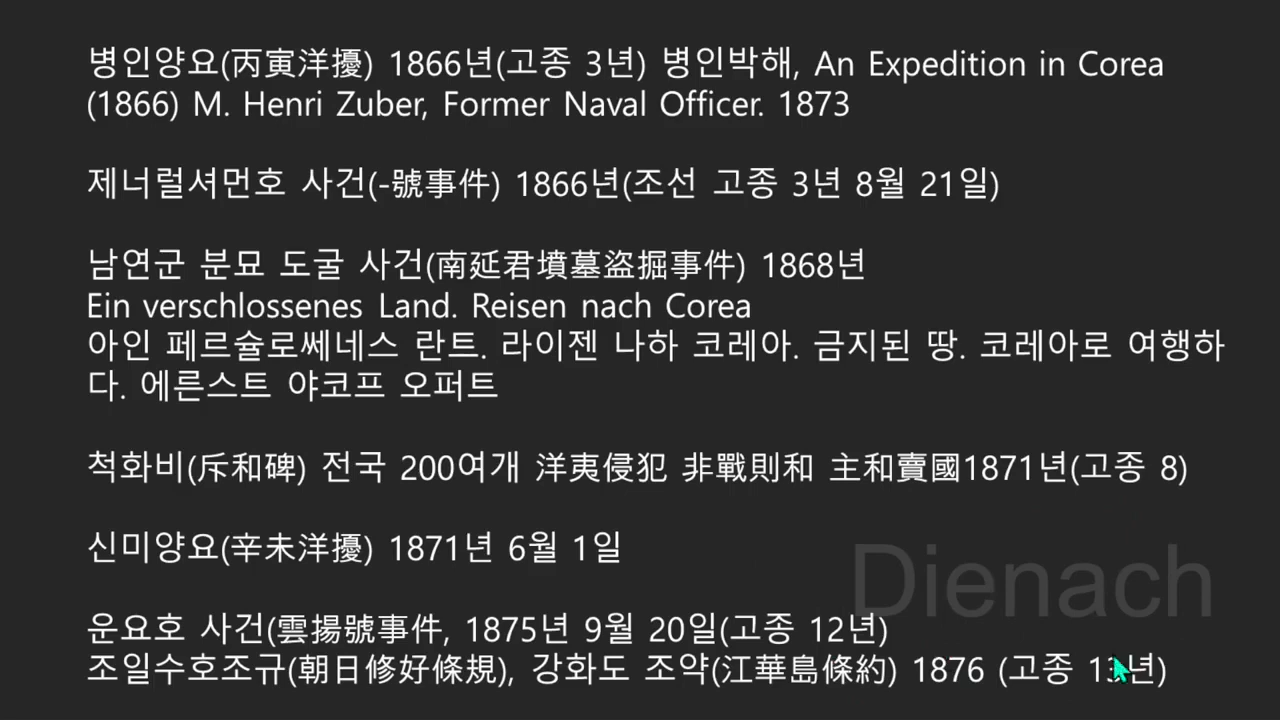 병인양요(丙寅洋擾) 1866년(고종 3년) 병인박해, An Expedition in Corea
(1866) M. Henri Zuber, Former Naval Officer. 1873
제너럴셔먼호 사건(-號事件) 1866년(조선 고종 3년 8월 21일)
남연군 분묘 도굴 사건(南延君墳墓盜掘事件) 1868년
Ein verschlossenes Land. Reisen nach Corea
아인 페르슐로쎄네스 란트. 라이젠 나하 코레아. 금지된 땅. 코레아로 여행하
다. 에른스트 야코프 오퍼트
척화비(斥和碑) 전국 200여개 洋夷侵犯 非戰則和 主和賣國1871년(고종 8)
신미양요(辛未洋擾) 1871년 6월 1일
Dienach
운요호 사건(雲揚號事件, 1875년 9월 20일(고종 12년)
조일수호조규(朝日修好條規), 강화도 조약(江華島條約) 1876 (고종 13년)